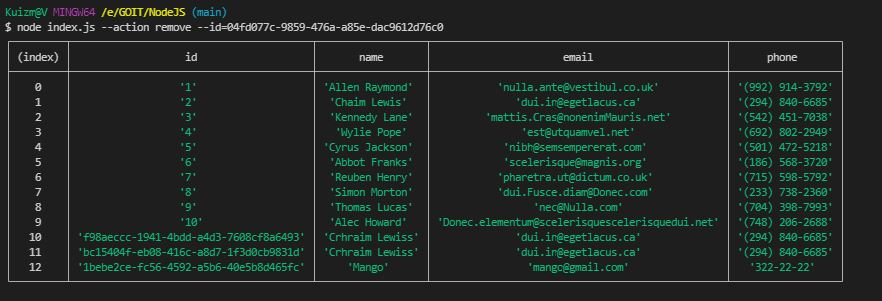 Kuizm@V MINGW64 /e/GOIT/NodeJS (main)
$ node index.js --action remove --id=04fd077c-9859-476a-a85e-dac9612d76c0
(index) id name email phone
0 '1' 'Allen Raymond' 'nulla.ante@vestibul.co.uk' '(992) 914-3792'
1 '2' 'Chaim Lewis' 'dui.in@egetlacus.ca' '(294) 840-6685'
2 '3' 'Kennedy Lane' 'mattis.Cras@nonenimMauris.net' '(542) 451-7038'
3 '4' 'Wylie Pope' 'est@utquamvel.net' '(692) 802-2949'
4 '5' 'Cyrus Jackson' 'nibh@semsempererat.com' '(501) 472-5218'
5 '6' 'Abbot Franks' 'scelerisque@magnis.org' '(186) 568-3720'
6 '7' 'Reuben Henry' 'pharetra.ut@dictum.co.uk' '(715) 598-5792'
7 '8' 'Simon Morton' 'dui.Fusce.diam@Donec.com' '(233) 738-2360'
8 '9' 'Thomas Lucas' 'nec@Nulla.com' '(704) 398-7993'
9 '10' 'Alec Howard' 'Donec.elementum@scelerisquescelerisquedui.net' '(748) 206-2688'
10 'f98aeccc-1941-4bdd-a4d3-7608cf8a6493' 'Crhraim Lewiss' 'dui.in@egetlacus.ca' '(294) 840-6685'
11 'bc15404f-eb08-416c-a8d7-1f3d0cb9831d' 'Crhraim Lewiss' 'dui.in@egetlacus.ca' '(294) 840-6685'
12 '1bebe2ce-fc56-4592-a5b6-40e5b8d465fc' 'Mango' 'mango@gmail.com' '322-22-22'